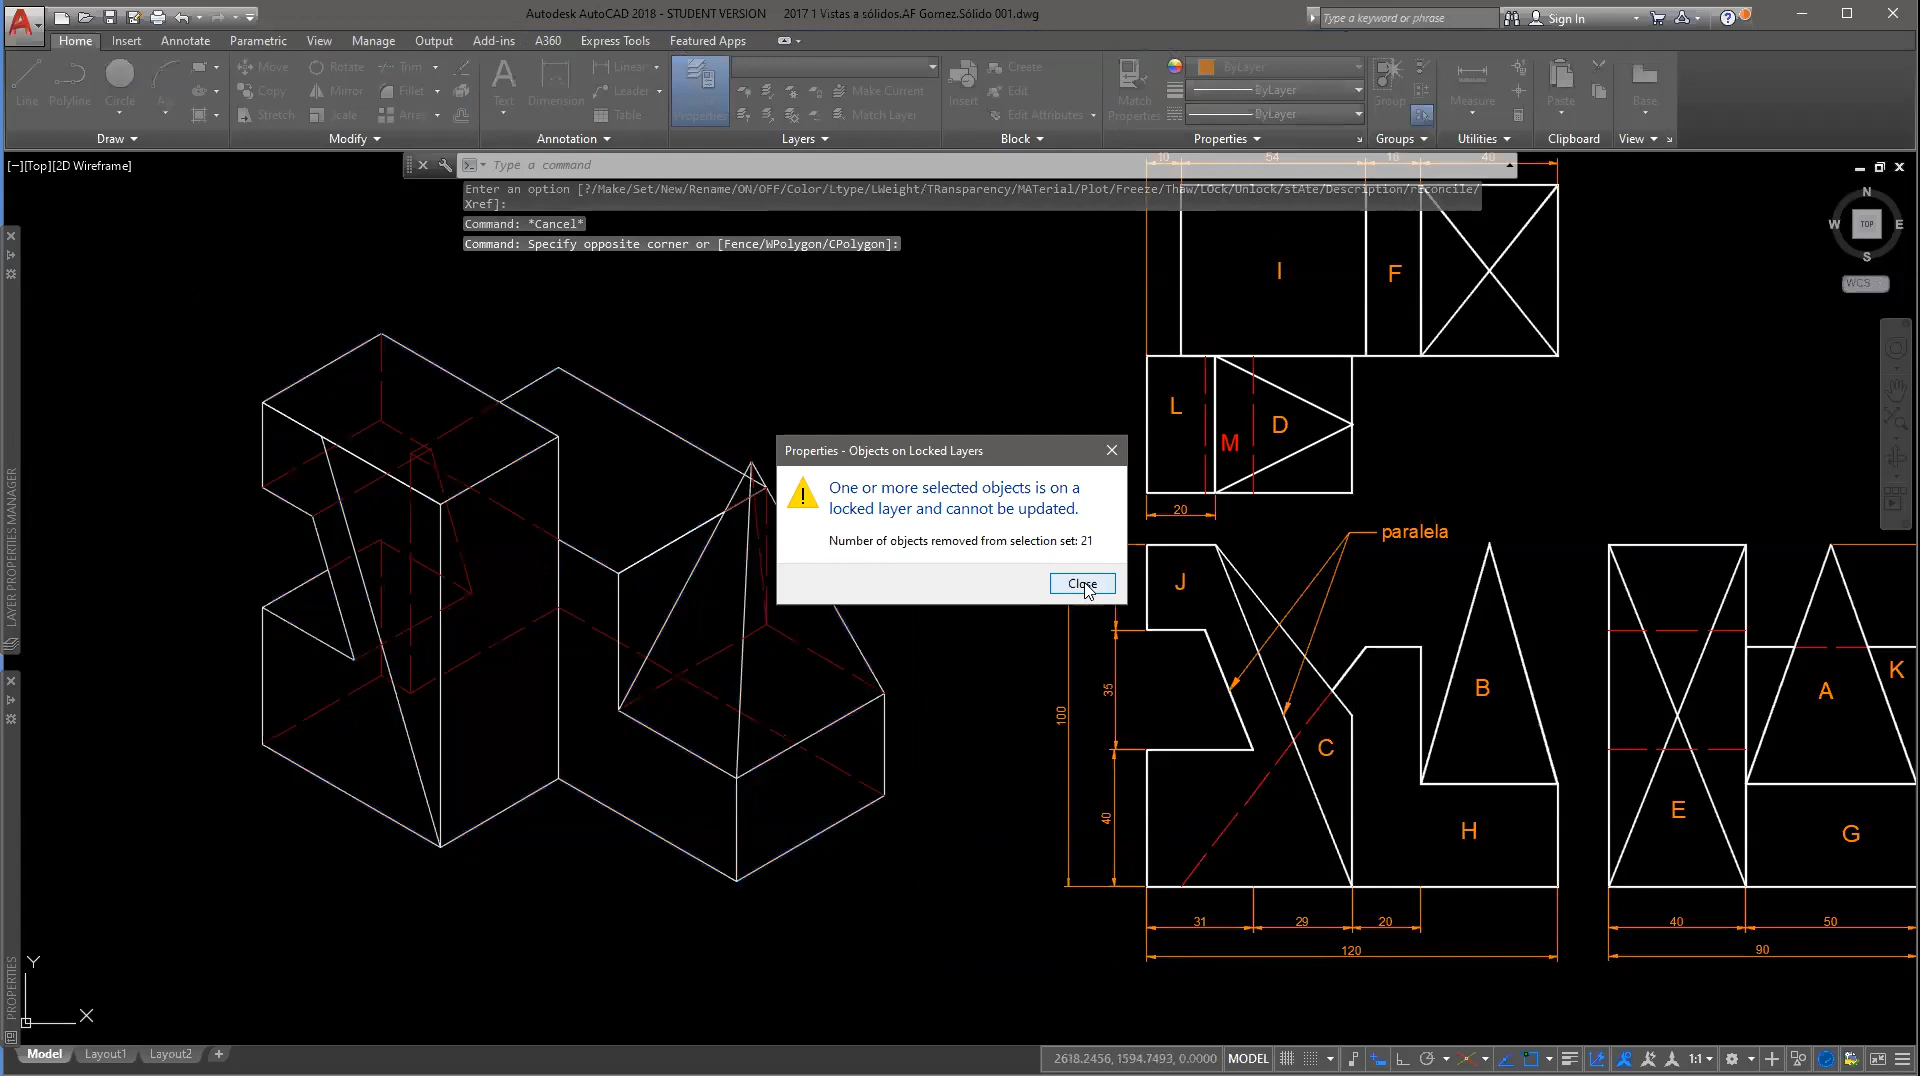 Autodesk AutoCAD 2018 - STUDENT VERSION 2017 1 Vistas a sólidos.AF Gomez.Sólido 001.dwg
Type a keyword or phrase
Sign In
Home Insert Annotate Parametric View Manage Output Add-ins A360 Express Tools Featured Apps
Line Polyline Circle Arc
Move Rotate Trim
Copy Mirror Fillet
Stretch Scale Array
Text Dimension
Linear
Leader
Table
Properties
Make Current
Match Layer
Insert
Create
Edit
Edit Attributes
Match
Properties
ByLayer
ByLayer
ByLayer
Group
Measure
Paste
Base
Draw Modify Annotation Layers Block Properties Groups Utilities Clipboard View
[−][Top][2D Wireframe]
Type a command
Enter an option [?/Make/Set/New/Rename/ON/OFF/Color/Ltype/LWeight/TRansparency/MATerial/Plot/Freeze/Thaw/LOck/Unlock/stAte/Description/rEconcile/
Xref]:
Command: *Cancel*
Command: Specify opposite corner or [Fence/WPolygon/CPolygon]:
10 54 16 40
N
W TOP E
S
WCS
I F
L M D
20
Properties - Objects on Locked Layers
One or more selected objects is on a
locked layer and cannot be updated.
Number of objects removed from selection set: 21
Close
paralela
J
B
C
H
A
K
E
G
100
35
40
31 29 20
120
40 50
90
LAYER PROPERTIES MANAGER
PROPERTIES
Y
X
Model Layout1 Layout2 +
2618.2456, 1594.7493, 0.0000 MODEL 1:1